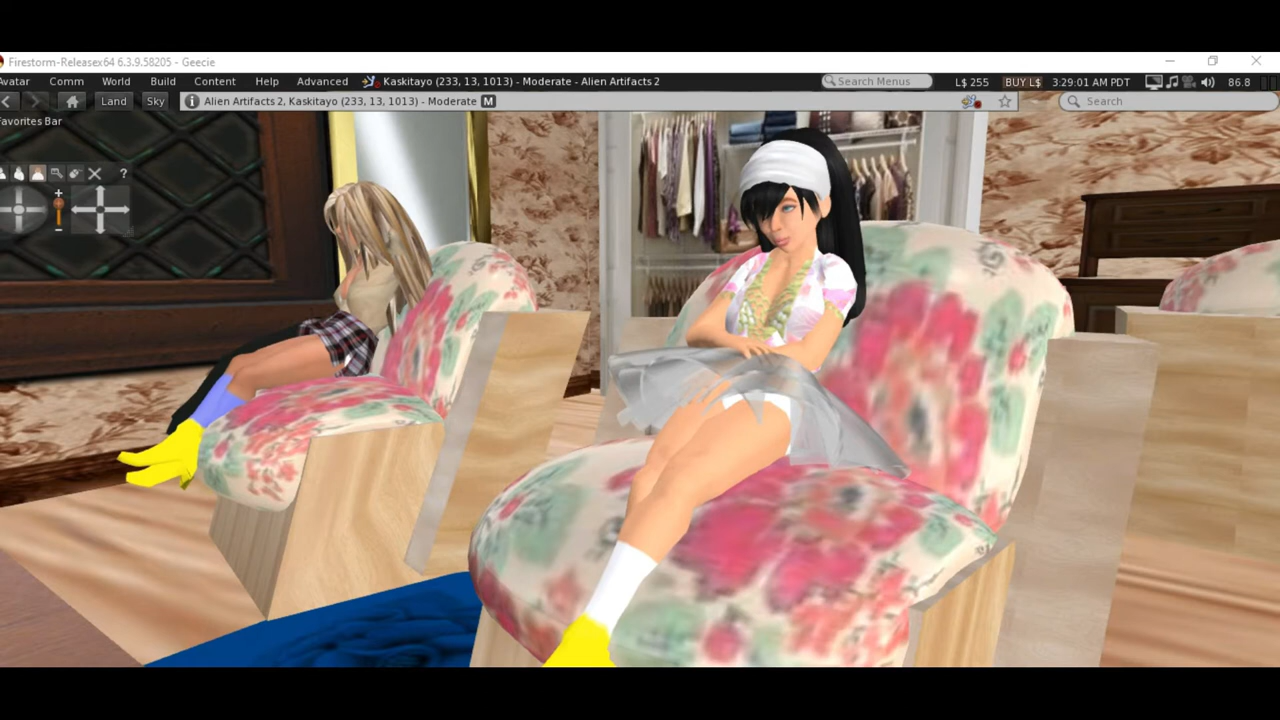 Firestorm-Releasex64 6.3.9.58205 - Geecie
Avatar Comm World Build Content Help Advanced Kaskitayo (233, 13, 1013) - Moderate - Alien Artifacts 2 Search Menus L$ 255 BUY L$ 3:29:01 AM PDT 86.8
Land Sky Alien Artifacts 2, Kaskitayo (233, 13, 1013) - Moderate M Search
Favorites Bar
?